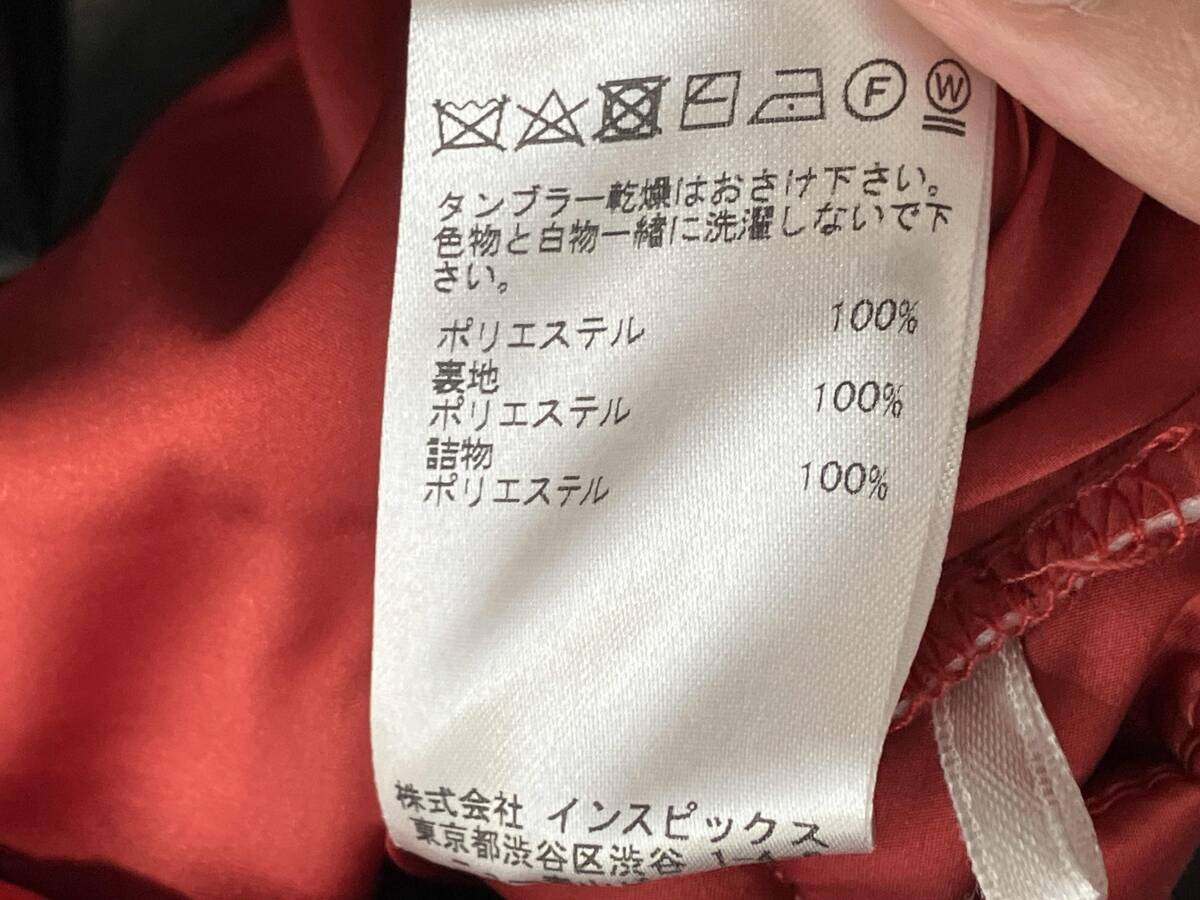 F W
タンブラー乾燥はおさけ下さい。
色物と白物一緒に洗濯しないで下
さい。
ポリエステル 100%
裏地
ポリエステル 100%
詰物
ポリエステル 100%
株式会社 インスピックス
東京都渋谷区渋谷